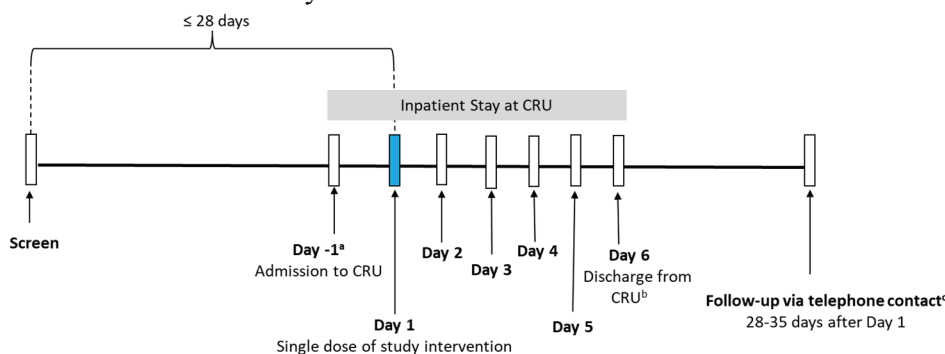 ≤ 28 days
Inpatient Stay at CRU
Screen
Day -1ᵃ
Admission to CRU
Day 1
Single dose of study intervention
Day 2
Day 3
Day 4
Day 5
Day 6
Discharge from
CRUᵇ
Follow-up via telephone contactᶜ
28-35 days after Day 1